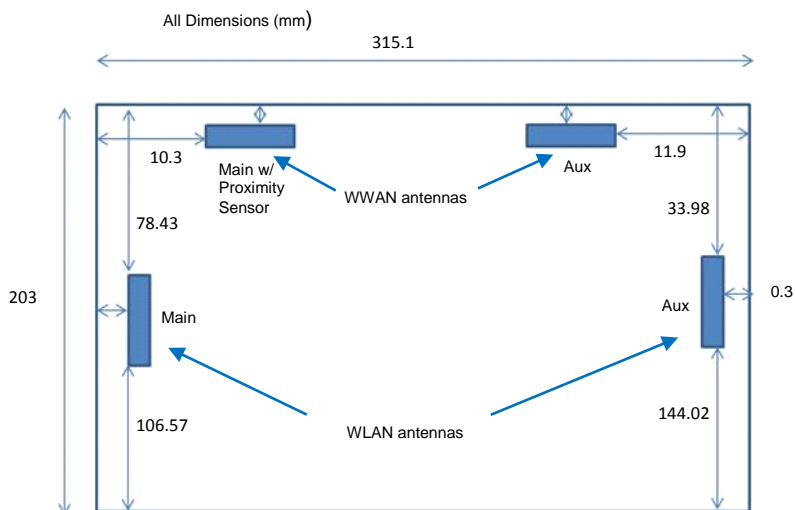 All Dimensions (mm)
315.1
10.3
Main w/
Proximity
Sensor
WWAN antennas
Aux
11.9
78.43
33.98
203
Main
Aux
0.3
106.57
WLAN antennas
144.02